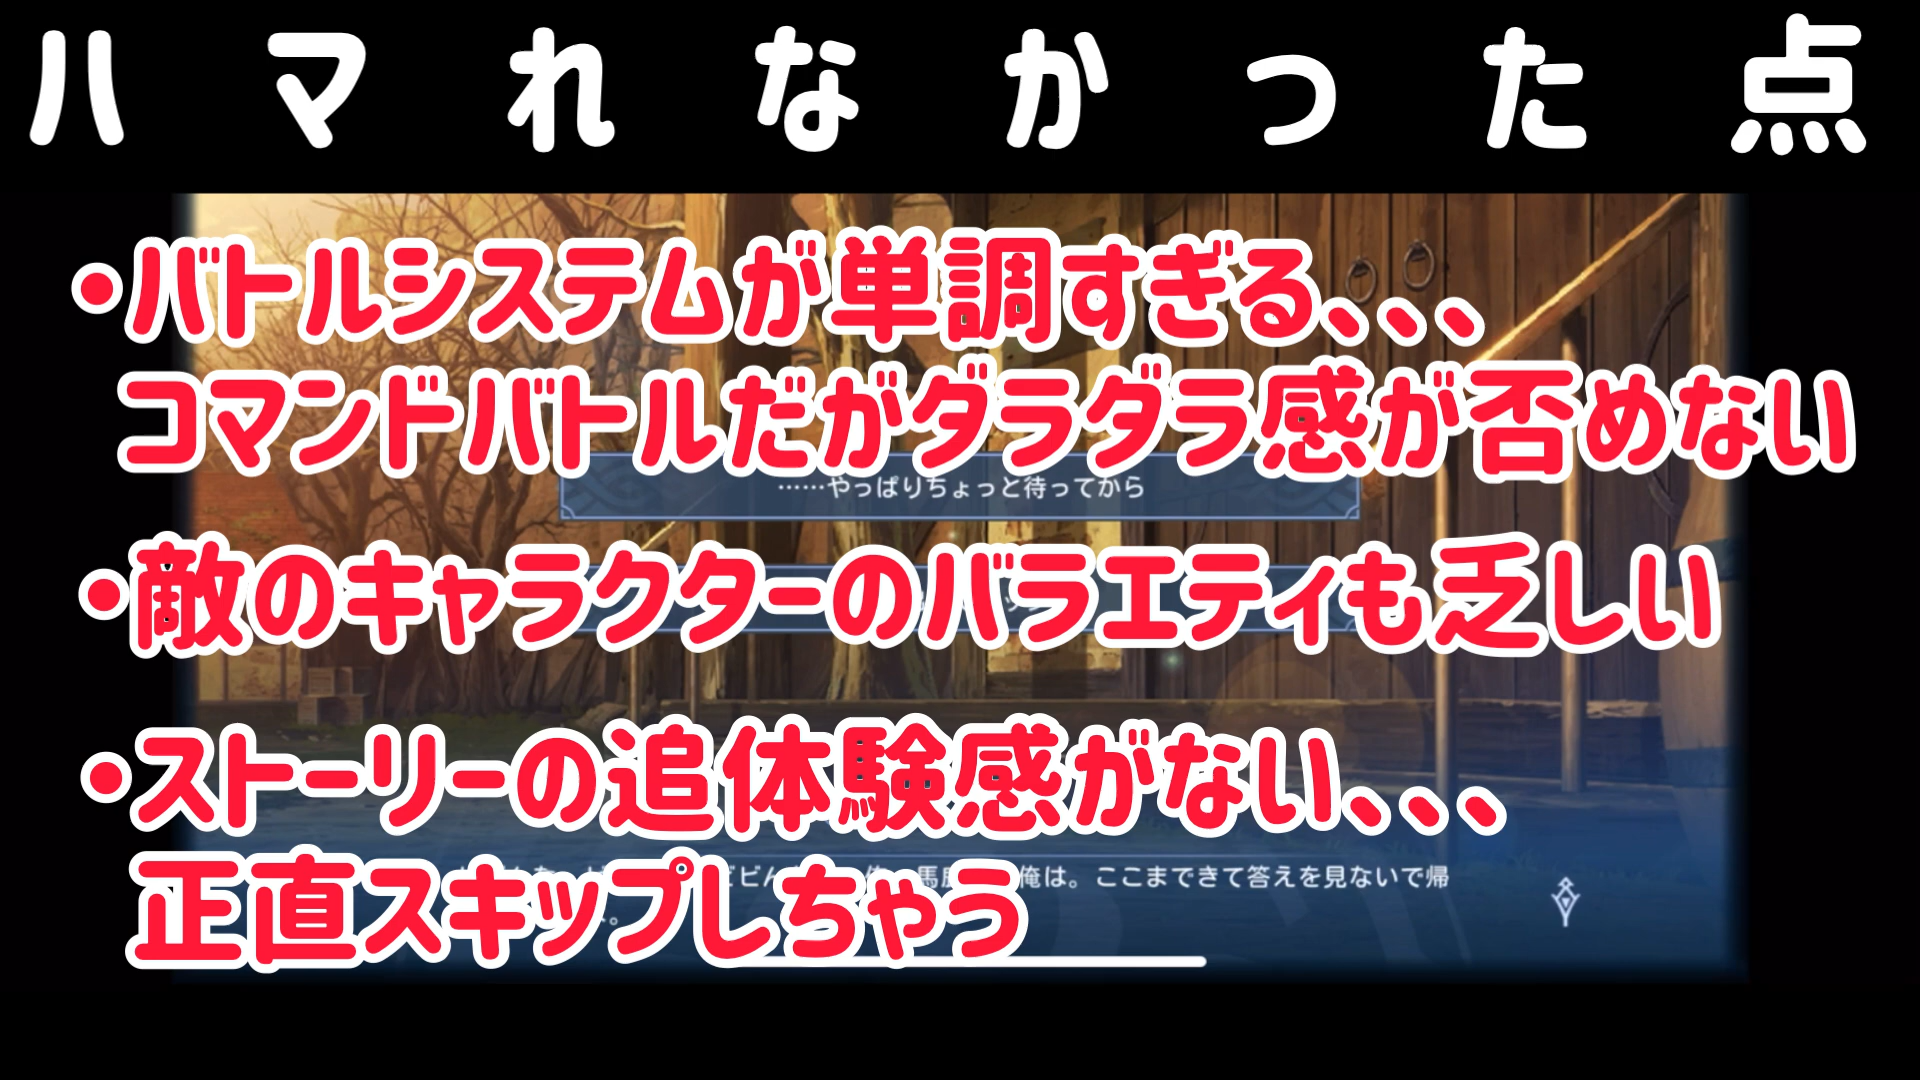 ハマれなかった点
・バトルシステムが単調すぎる、、、
コマンドバトルだがダラダラ感が否めない
……やっぱりちょっと待ってから
・敵のキャラクターのバラエティも乏しい
・ストーリーの追体験感がない、、、
俺は。ここまできて答えを見ないで帰
正直スキップしちゃう